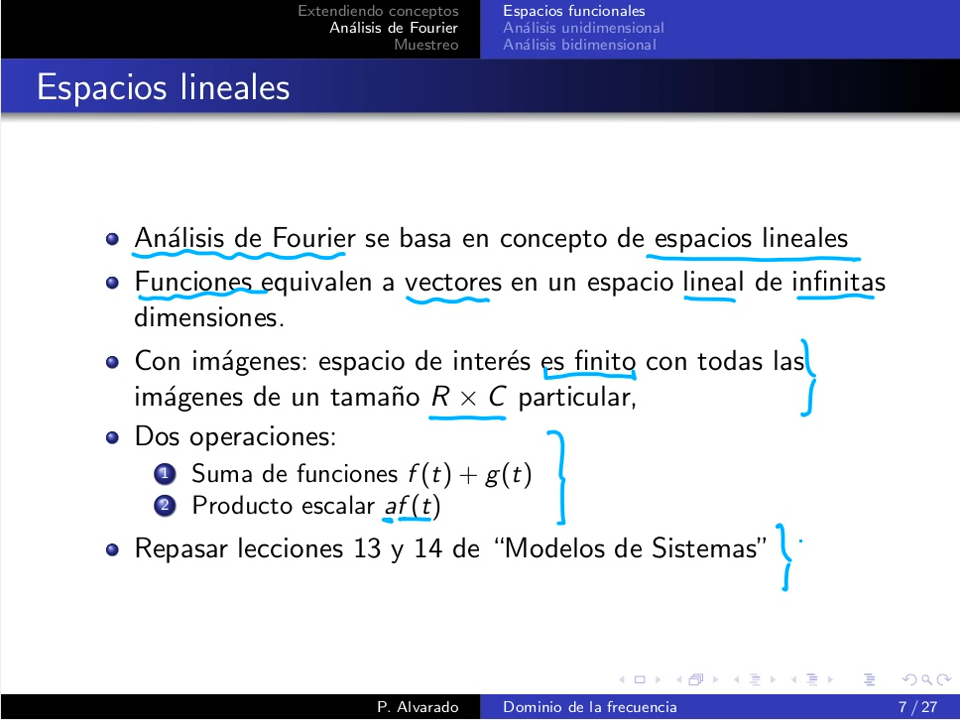 Extendiendo conceptos
Análisis de Fourier
Muestreo
Espacios funcionales
Análisis unidimensional
Análisis bidimensional
Espacios lineales
Análisis de Fourier se basa en concepto de espacios lineales
Funciones equivalen a vectores en un espacio lineal de infinitas
dimensiones.
Con imágenes: espacio de interés es finito con todas las
imágenes de un tamaño R × C particular,
Dos operaciones:
1 Suma de funciones f(t) + g(t)
2 Producto escalar af(t)
Repasar lecciones 13 y 14 de “Modelos de Sistemas”
P. Alvarado
Dominio de la frecuencia
7 / 27